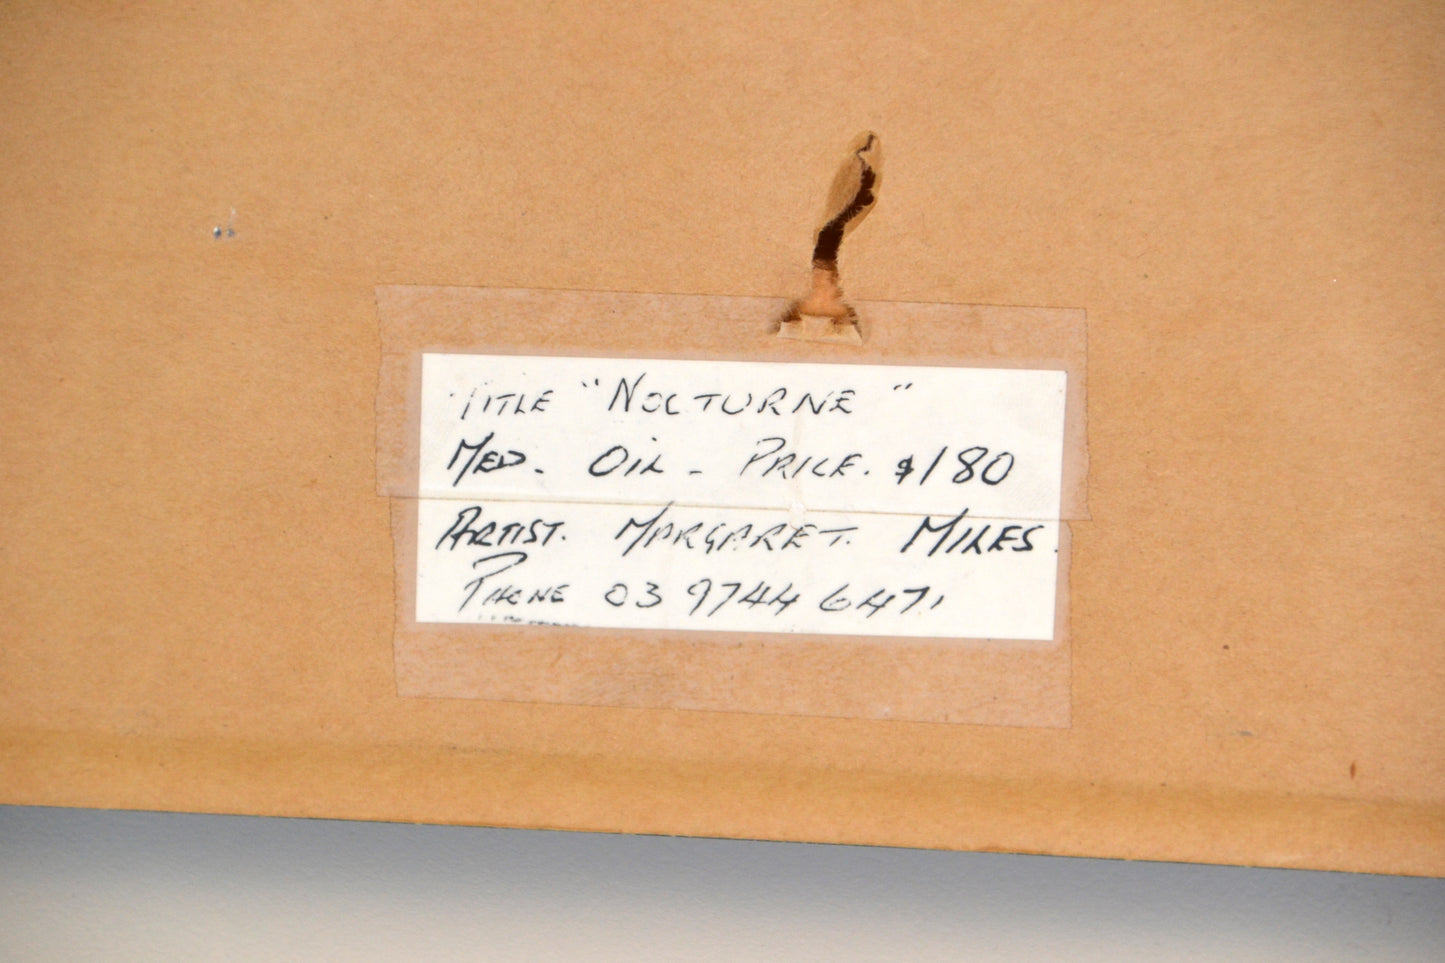 TITLE "NOCTURNE"
MED. OIL - PRICE. $180
ARTIST. MARGARET. MILES.
PHONE 03 9744 6471